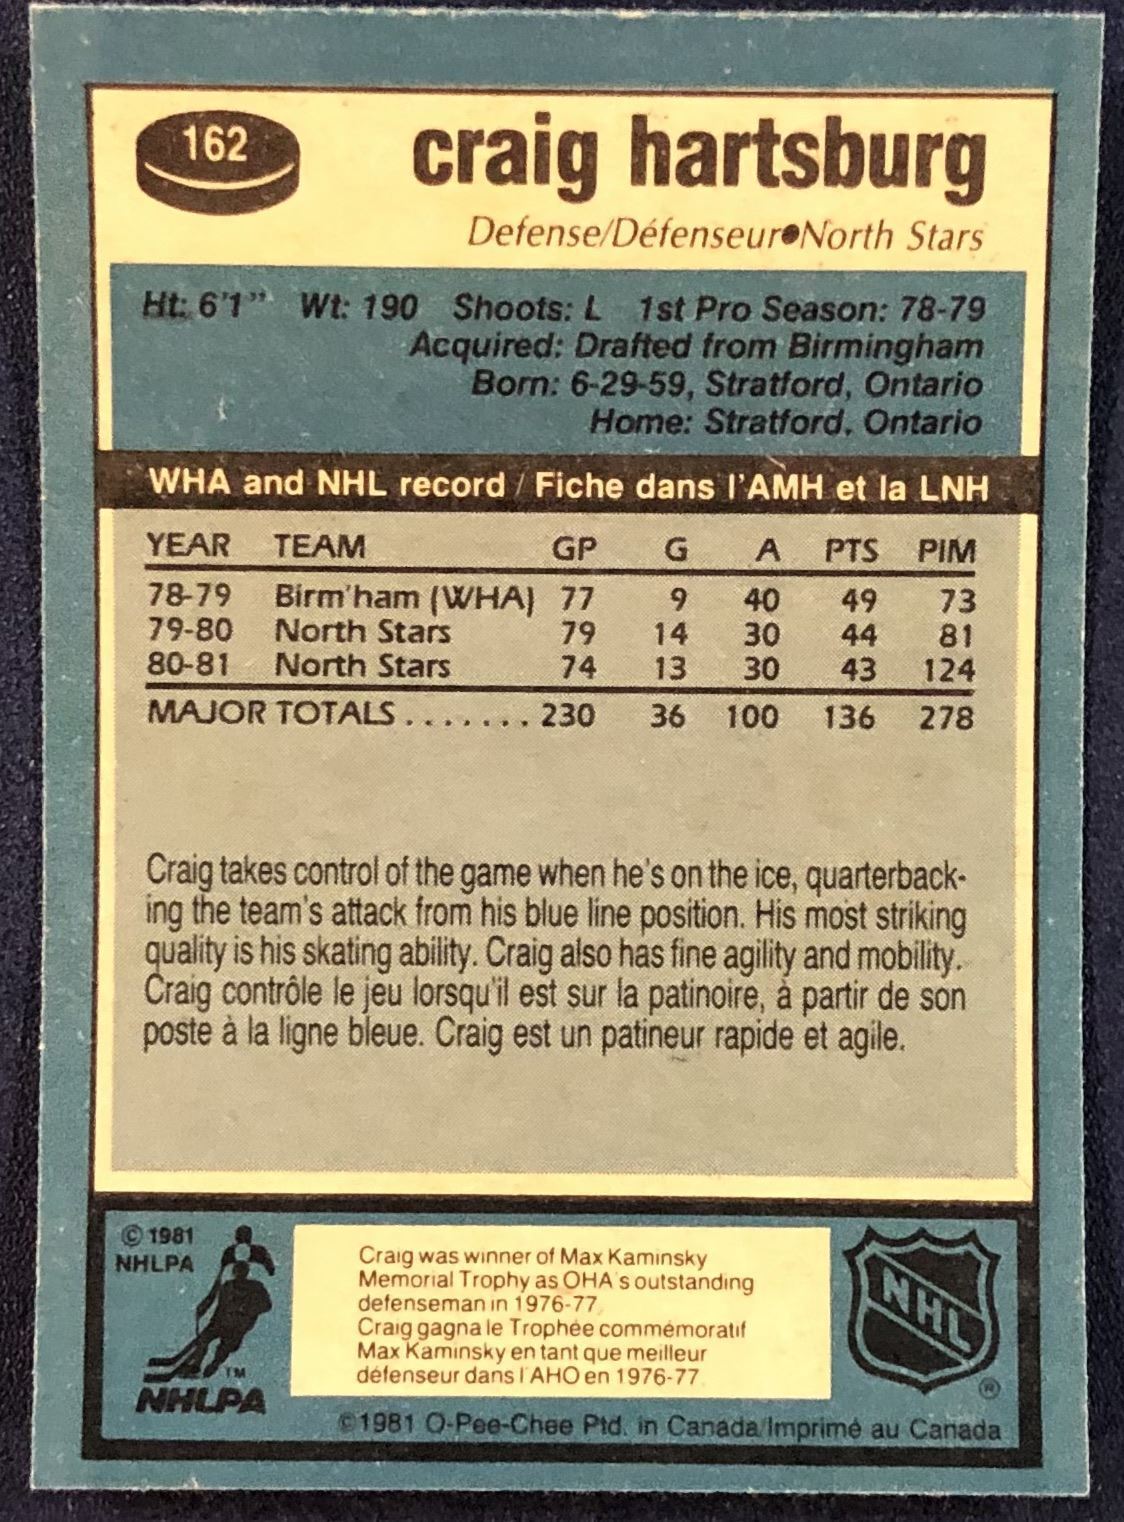 162
craig hartsburg
Defense/Défenseur●North Stars
Ht: 6'1" Wt: 190 Shoots: L 1st Pro Season: 78-79
Acquired: Drafted from Birmingham
Born: 6-29-59, Stratford, Ontario
Home: Stratford, Ontario
WHA and NHL record / Fiche dans l'AMH et la LNH
YEAR TEAM GP G A PTS PIM
78-79 Birm'ham (WHA) 77 9 40 49 73
79-80 North Stars 79 14 30 44 81
80-81 North Stars 74 13 30 43 124
MAJOR TOTALS ....... 230 36 100 136 278
Craig takes control of the game when he's on the ice, quarterback-
ing the team's attack from his blue line position. His most striking
quality is his skating ability. Craig also has fine agility and mobility.
Craig contrôle le jeu lorsqu'il est sur la patinoire, à partir de son
poste à la ligne bleue. Craig est un patineur rapide et agile.
© 1981
NHLPA
TM
NHLPA
Craig was winner of Max Kaminsky
Memorial Trophy as OHA's outstanding
defenseman in 1976-77.
Craig gagna le Trophée commémoratif
Max Kaminsky en tant que meilleur
défenseur dans l'AHO en 1976-77.
NHL
®
©1981 O-Pee-Chee Ptd. in Canada/Imprimé au Canada